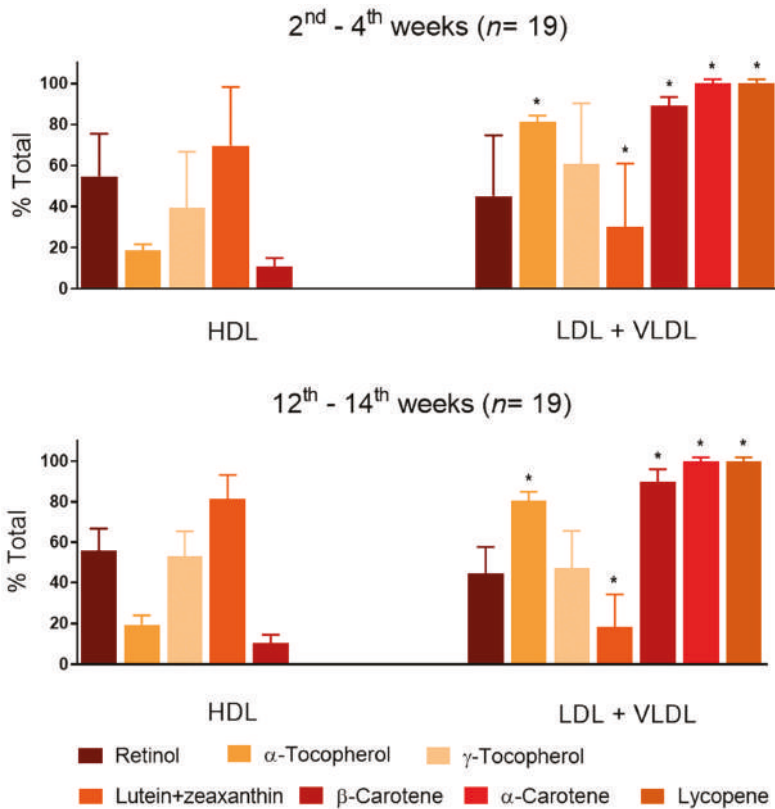 2nd - 4th weeks (n= 19)
% Total
100
80
60
40
20
0
* * * * *
HDL
LDL + VLDL
12th - 14th weeks (n= 19)
% Total
100
80
60
40
20
0
* * * * *
HDL
LDL + VLDL
Retinol α-Tocopherol γ-Tocopherol
Lutein+zeaxanthin β-Carotene α-Carotene Lycopene